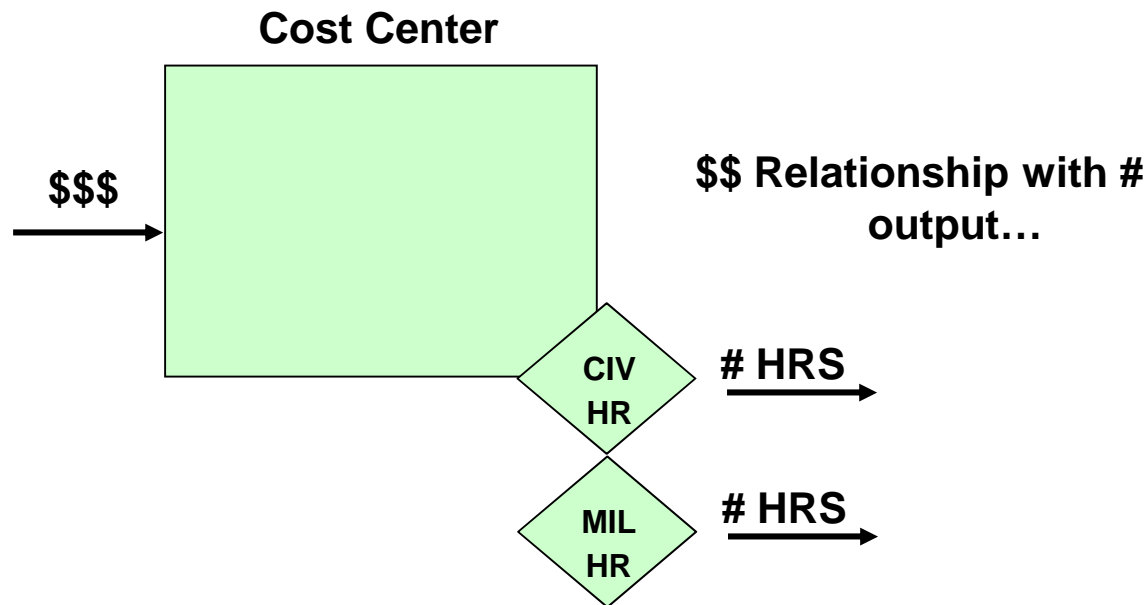 Cost Center
$$$
$$ Relationship with #
output…
CIV
HR
# HRS
MIL
HR
# HRS